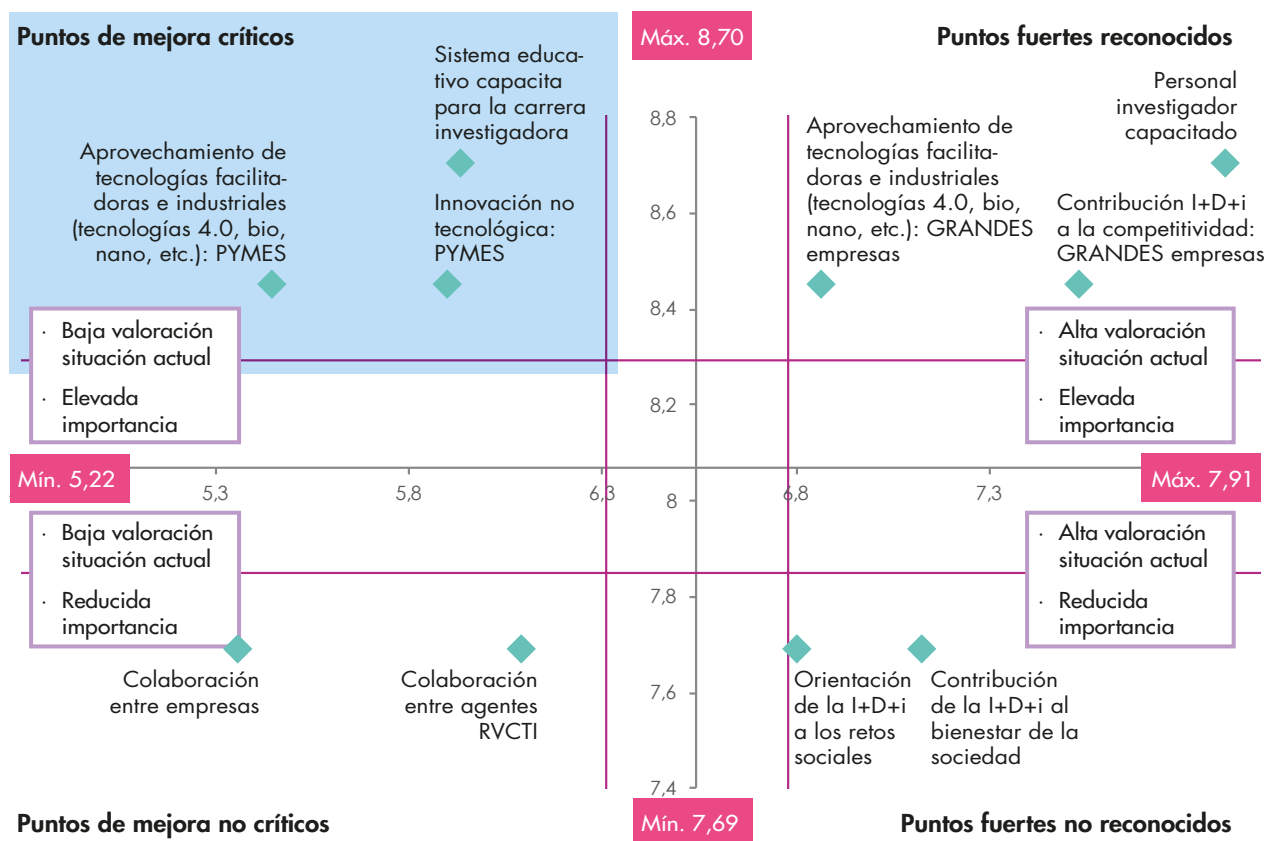 Puntos de mejora críticos
Máx. 8,70
Puntos fuertes reconocidos
Sistema educa-
tivo capacita
para la carrera
investigadora
Aprovechamiento de
tecnologías facilita-
doras e industriales
(tecnologías 4.0, bio,
nano, etc.): PYMES
Innovación no
tecnológica:
PYMES
Aprovechamiento de
tecnologías facilita-
doras e industriales
(tecnologías 4.0, bio,
nano, etc.): GRANDES
empresas
Personal
investigador
capacitado
Contribución I+D+i
a la competitividad:
GRANDES empresas
8,8
8,6
8,4
8,2
8
7,8
7,6
7,4
· Baja valoración
situación actual
· Elevada
importancia
· Alta valoración
situación actual
· Elevada
importancia
Mín. 5,22
5,3
5,8
6,3
6,8
7,3
Máx. 7,91
· Baja valoración
situación actual
· Reducida
importancia
· Alta valoración
situación actual
· Reducida
importancia
Colaboración
entre empresas
Colaboración
entre agentes
RVCTI
Orientación
de la I+D+i
a los retos
sociales
Contribución
de la I+D+i al
bienestar de la
sociedad
Puntos de mejora no críticos
Mín. 7,69
Puntos fuertes no reconocidos